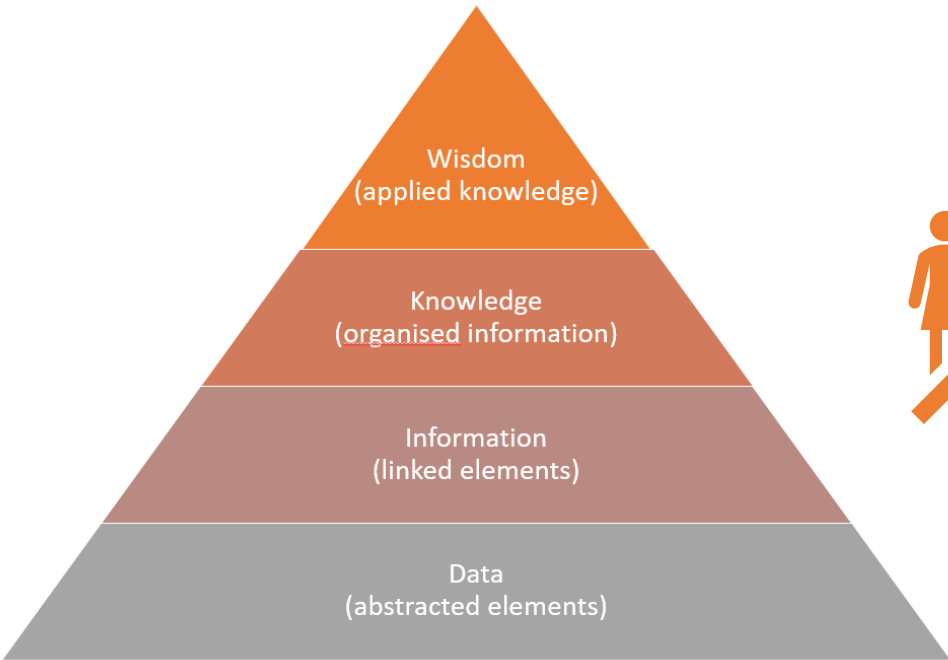 Wisdom
(applied knowledge)
Knowledge
(organised information)
Information
(linked elements)
Data
(abstracted elements)